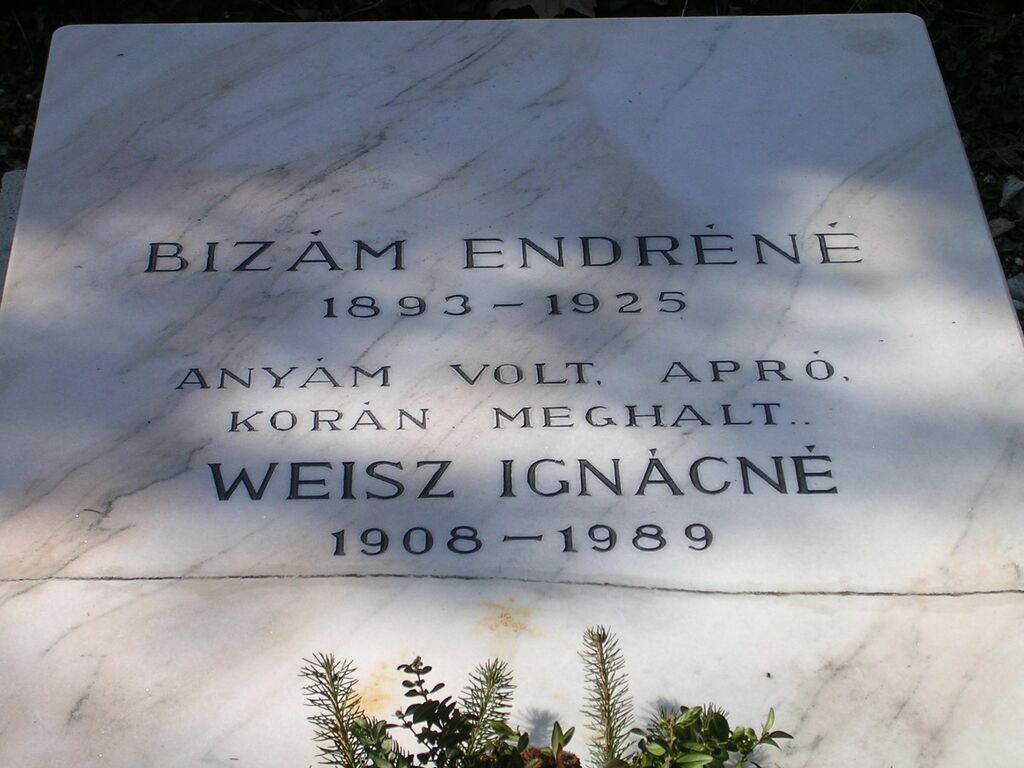 BIZÁM ENDRÉNÉ
1893 – 1925
ANYÁM VOLT, APRÓ,
KORÁN MEGHALT..
WEISZ IGNÁCNÉ
1908 – 1989